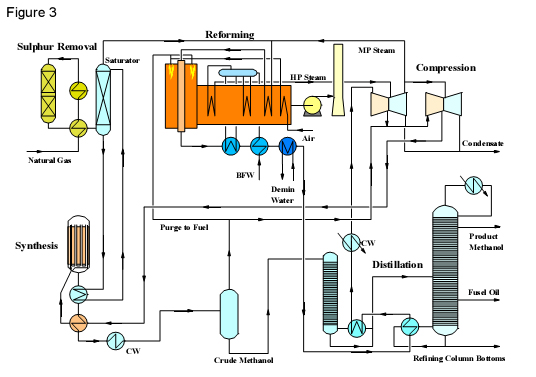 Figure 3
Reforming
Sulphur Removal
Saturator
MP Steam
Compression
HP Steam
Air
Natural Gas
Condensate
BFW
Demin
Water
Purge to Fuel
Synthesis
CW
Distillation
Product
Methanol
Fusel Oil
CW
Crude Methanol
Refining Column Bottoms